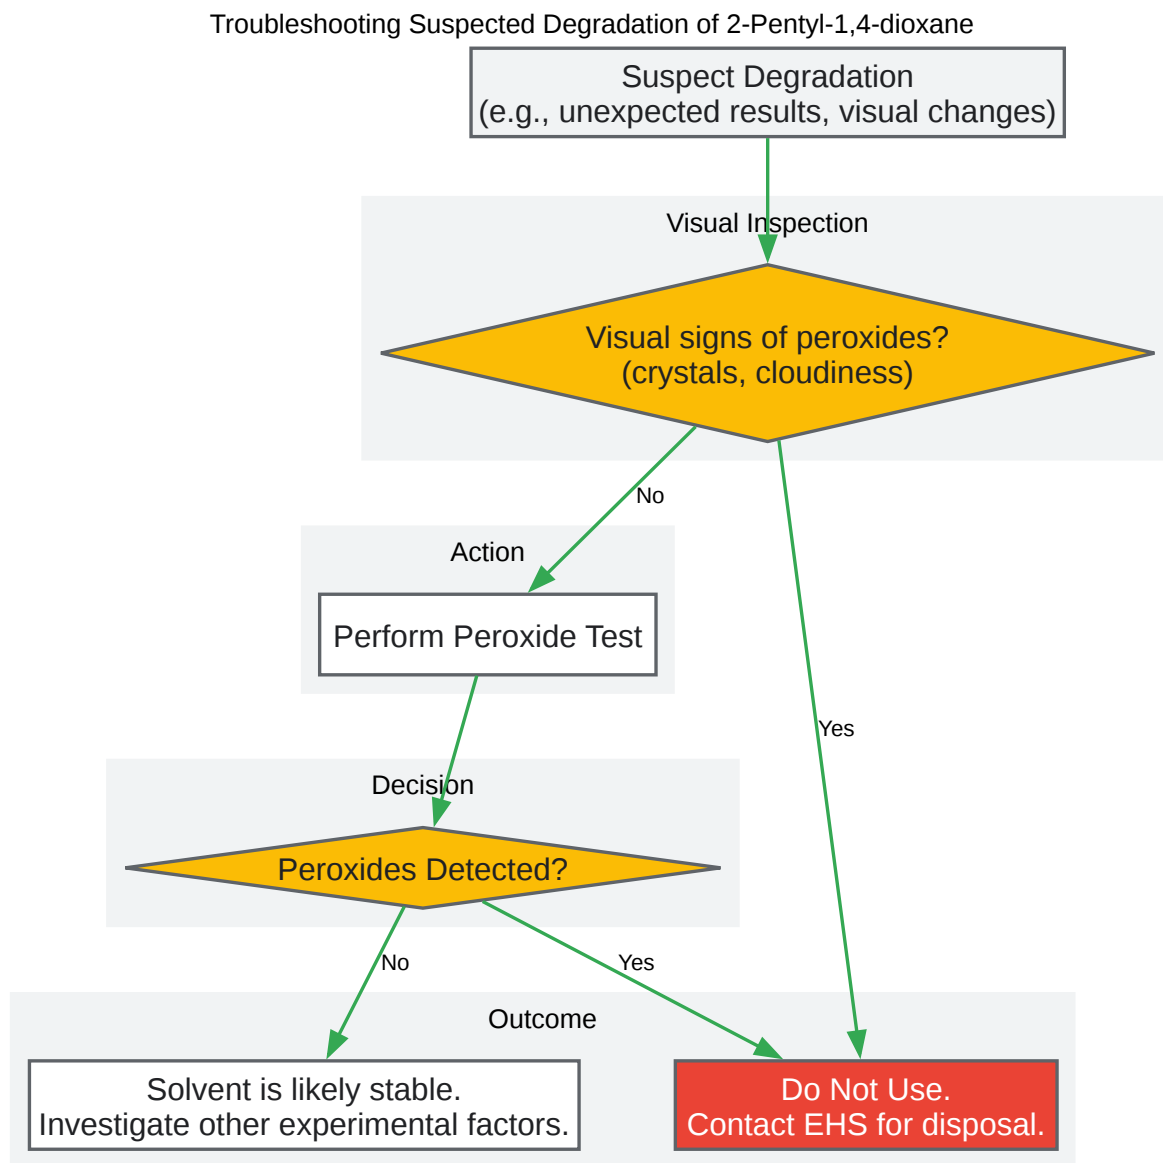 Troubleshooting Suspected Degradation of 2-Pentyl-1,4-dioxane
Suspect Degradation
(e.g., unexpected results, visual changes)
Visual Inspection
Visual signs of peroxides?
(crystals, cloudiness)
No
Action
Perform Peroxide Test
Yes
Decision
Peroxides Detected?
No
Yes
Outcome
Solvent is likely stable.
Investigate other experimental factors.
Do Not Use.
Contact EHS for disposal.